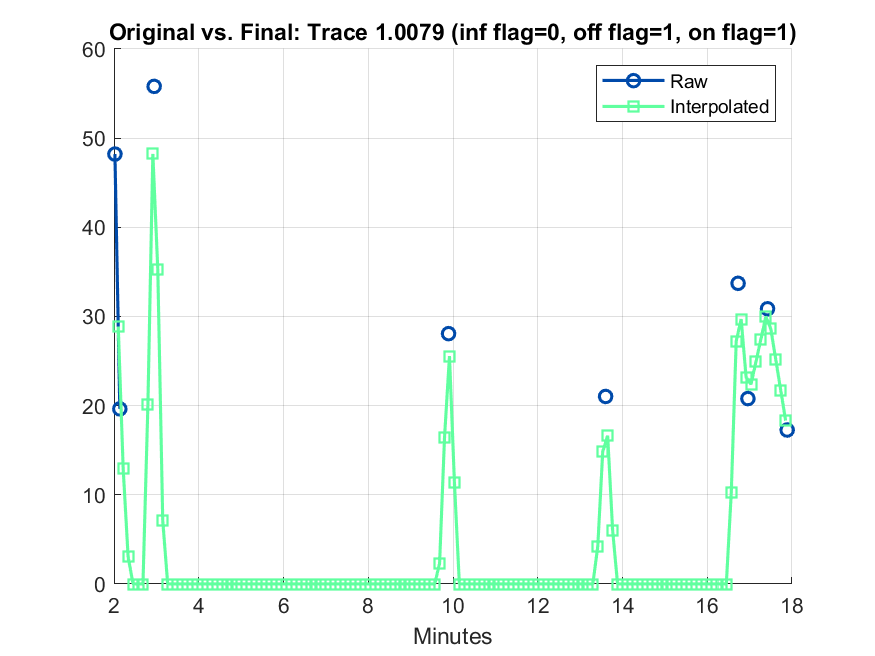 Original vs. Final: Trace 1.0079 (inf flag=0, off flag=1, on flag=1)
60
50
40
30
20
10
0
Raw
Interpolated
2 4 6 8 10 12 14 16 18
Minutes